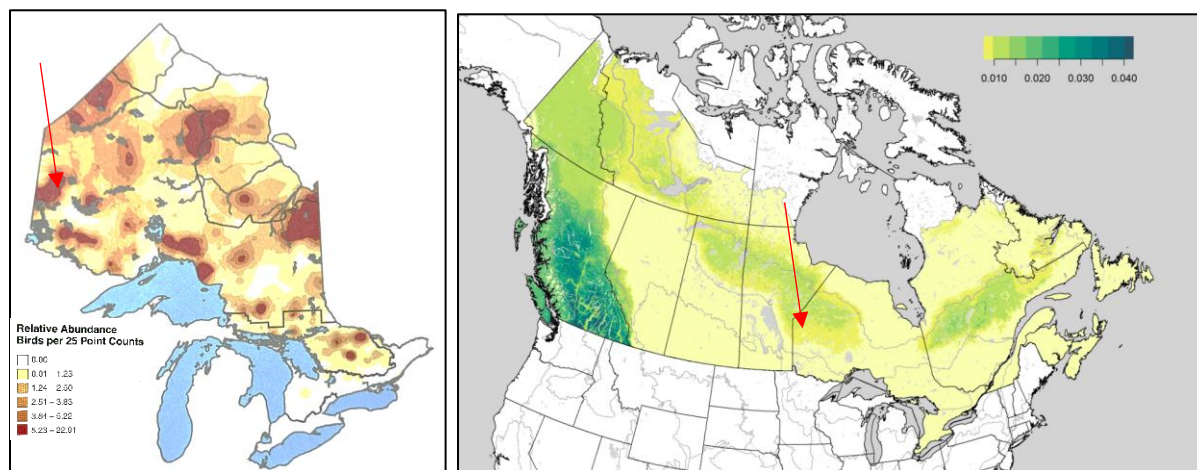 Relative Abundance
Birds per 25 Point Counts
0.00
0.01 – 1.23
1.24 – 2.50
2.51 – 3.83
3.84 – 5.22
5.23 – 22.91
0.010 0.020 0.030 0.040